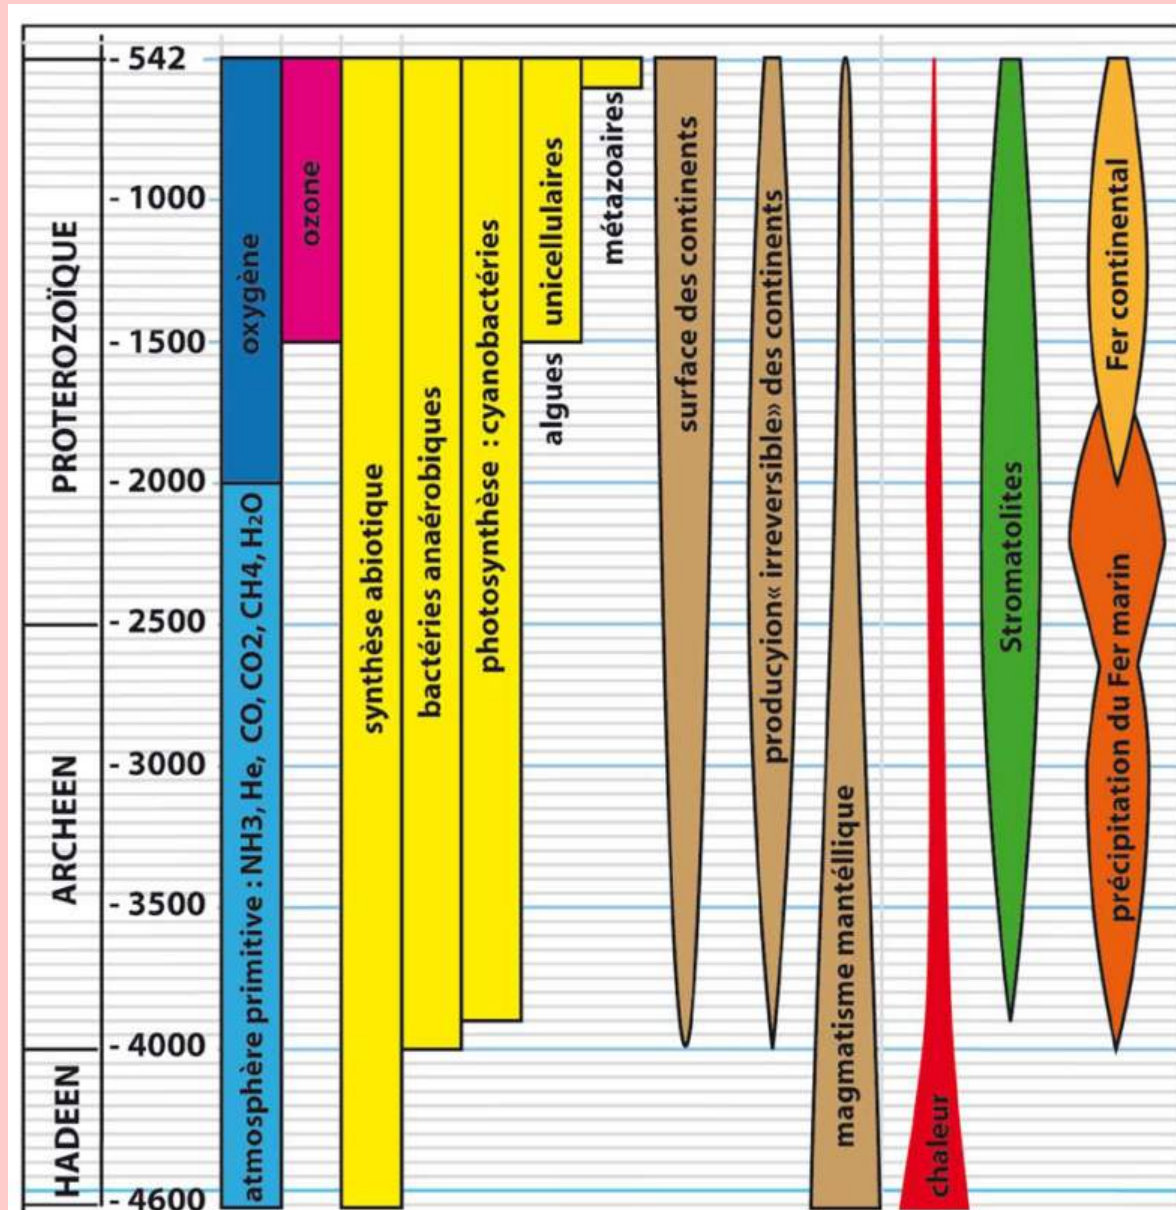 - 542
- 1000
- 1500
- 2000
- 2500
- 3000
- 3500
- 4000
- 4600
PROTEROZOÏQUE
ARCHEEN
HADEEN
oxygène
atmosphère primitive : NH3, He, CO, CO2, CH4, H₂O
ozone
synthèse abiotique
bactéries anaérobiques
photosynthèse : cyanobactéries
algues unicellulaires
métazoaires
surface des continents
producyion« irreversible» des continents
magmatisme mantéllique
chaleur
Stromatolites
Fer continental
précipitation du Fer marin